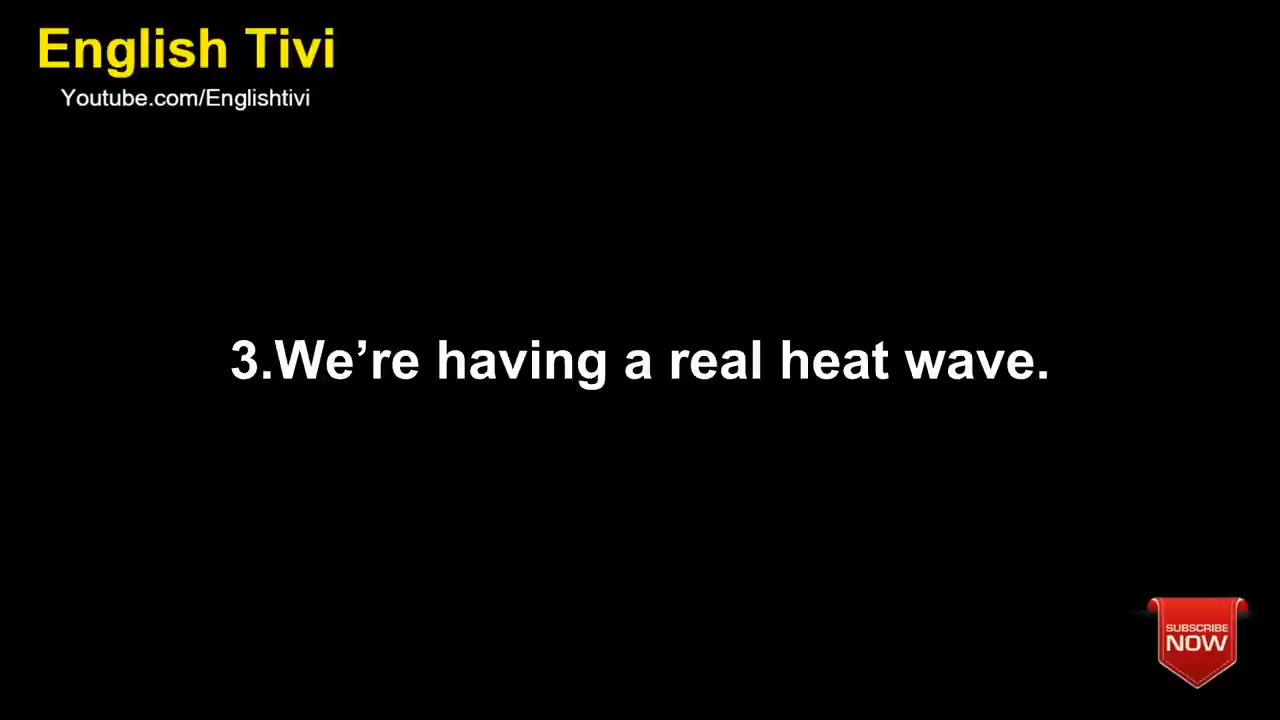 English Tivi
Youtube.com/Englishtivi
3.We’re having a real heat wave.
SUBSCRIBE
NOW